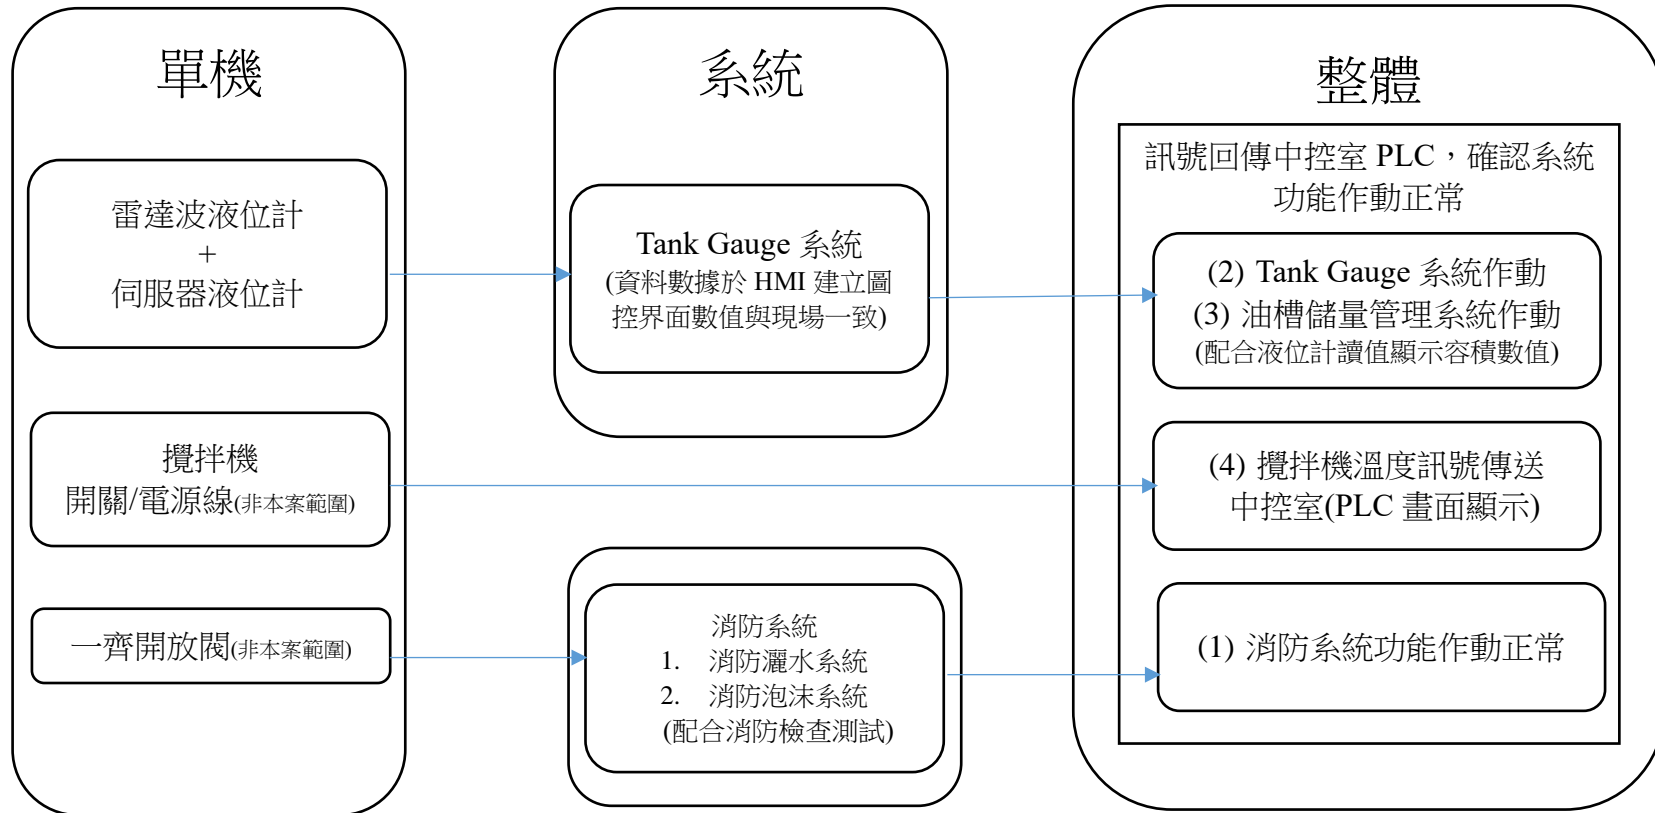 單機
雷達波液位計
+
伺服器液位計
攪拌機
開關/電源線(非本案範圍)
一齊開放閥(非本案範圍)
系統
Tank Gauge 系統
(資料數據於 HMI 建立圖
控界面數值與現場一致)
消防系統
1. 消防灑水系統
2. 消防泡沫系統
(配合消防檢查測試)
整體
訊號回傳中控室 PLC，確認系統
功能作動正常
(2) Tank Gauge 系統作動
(3) 油槽儲量管理系統作動
(配合液位計讀值顯示容積數值)
(4) 攪拌機溫度訊號傳送
中控室(PLC 畫面顯示)
(1) 消防系統功能作動正常